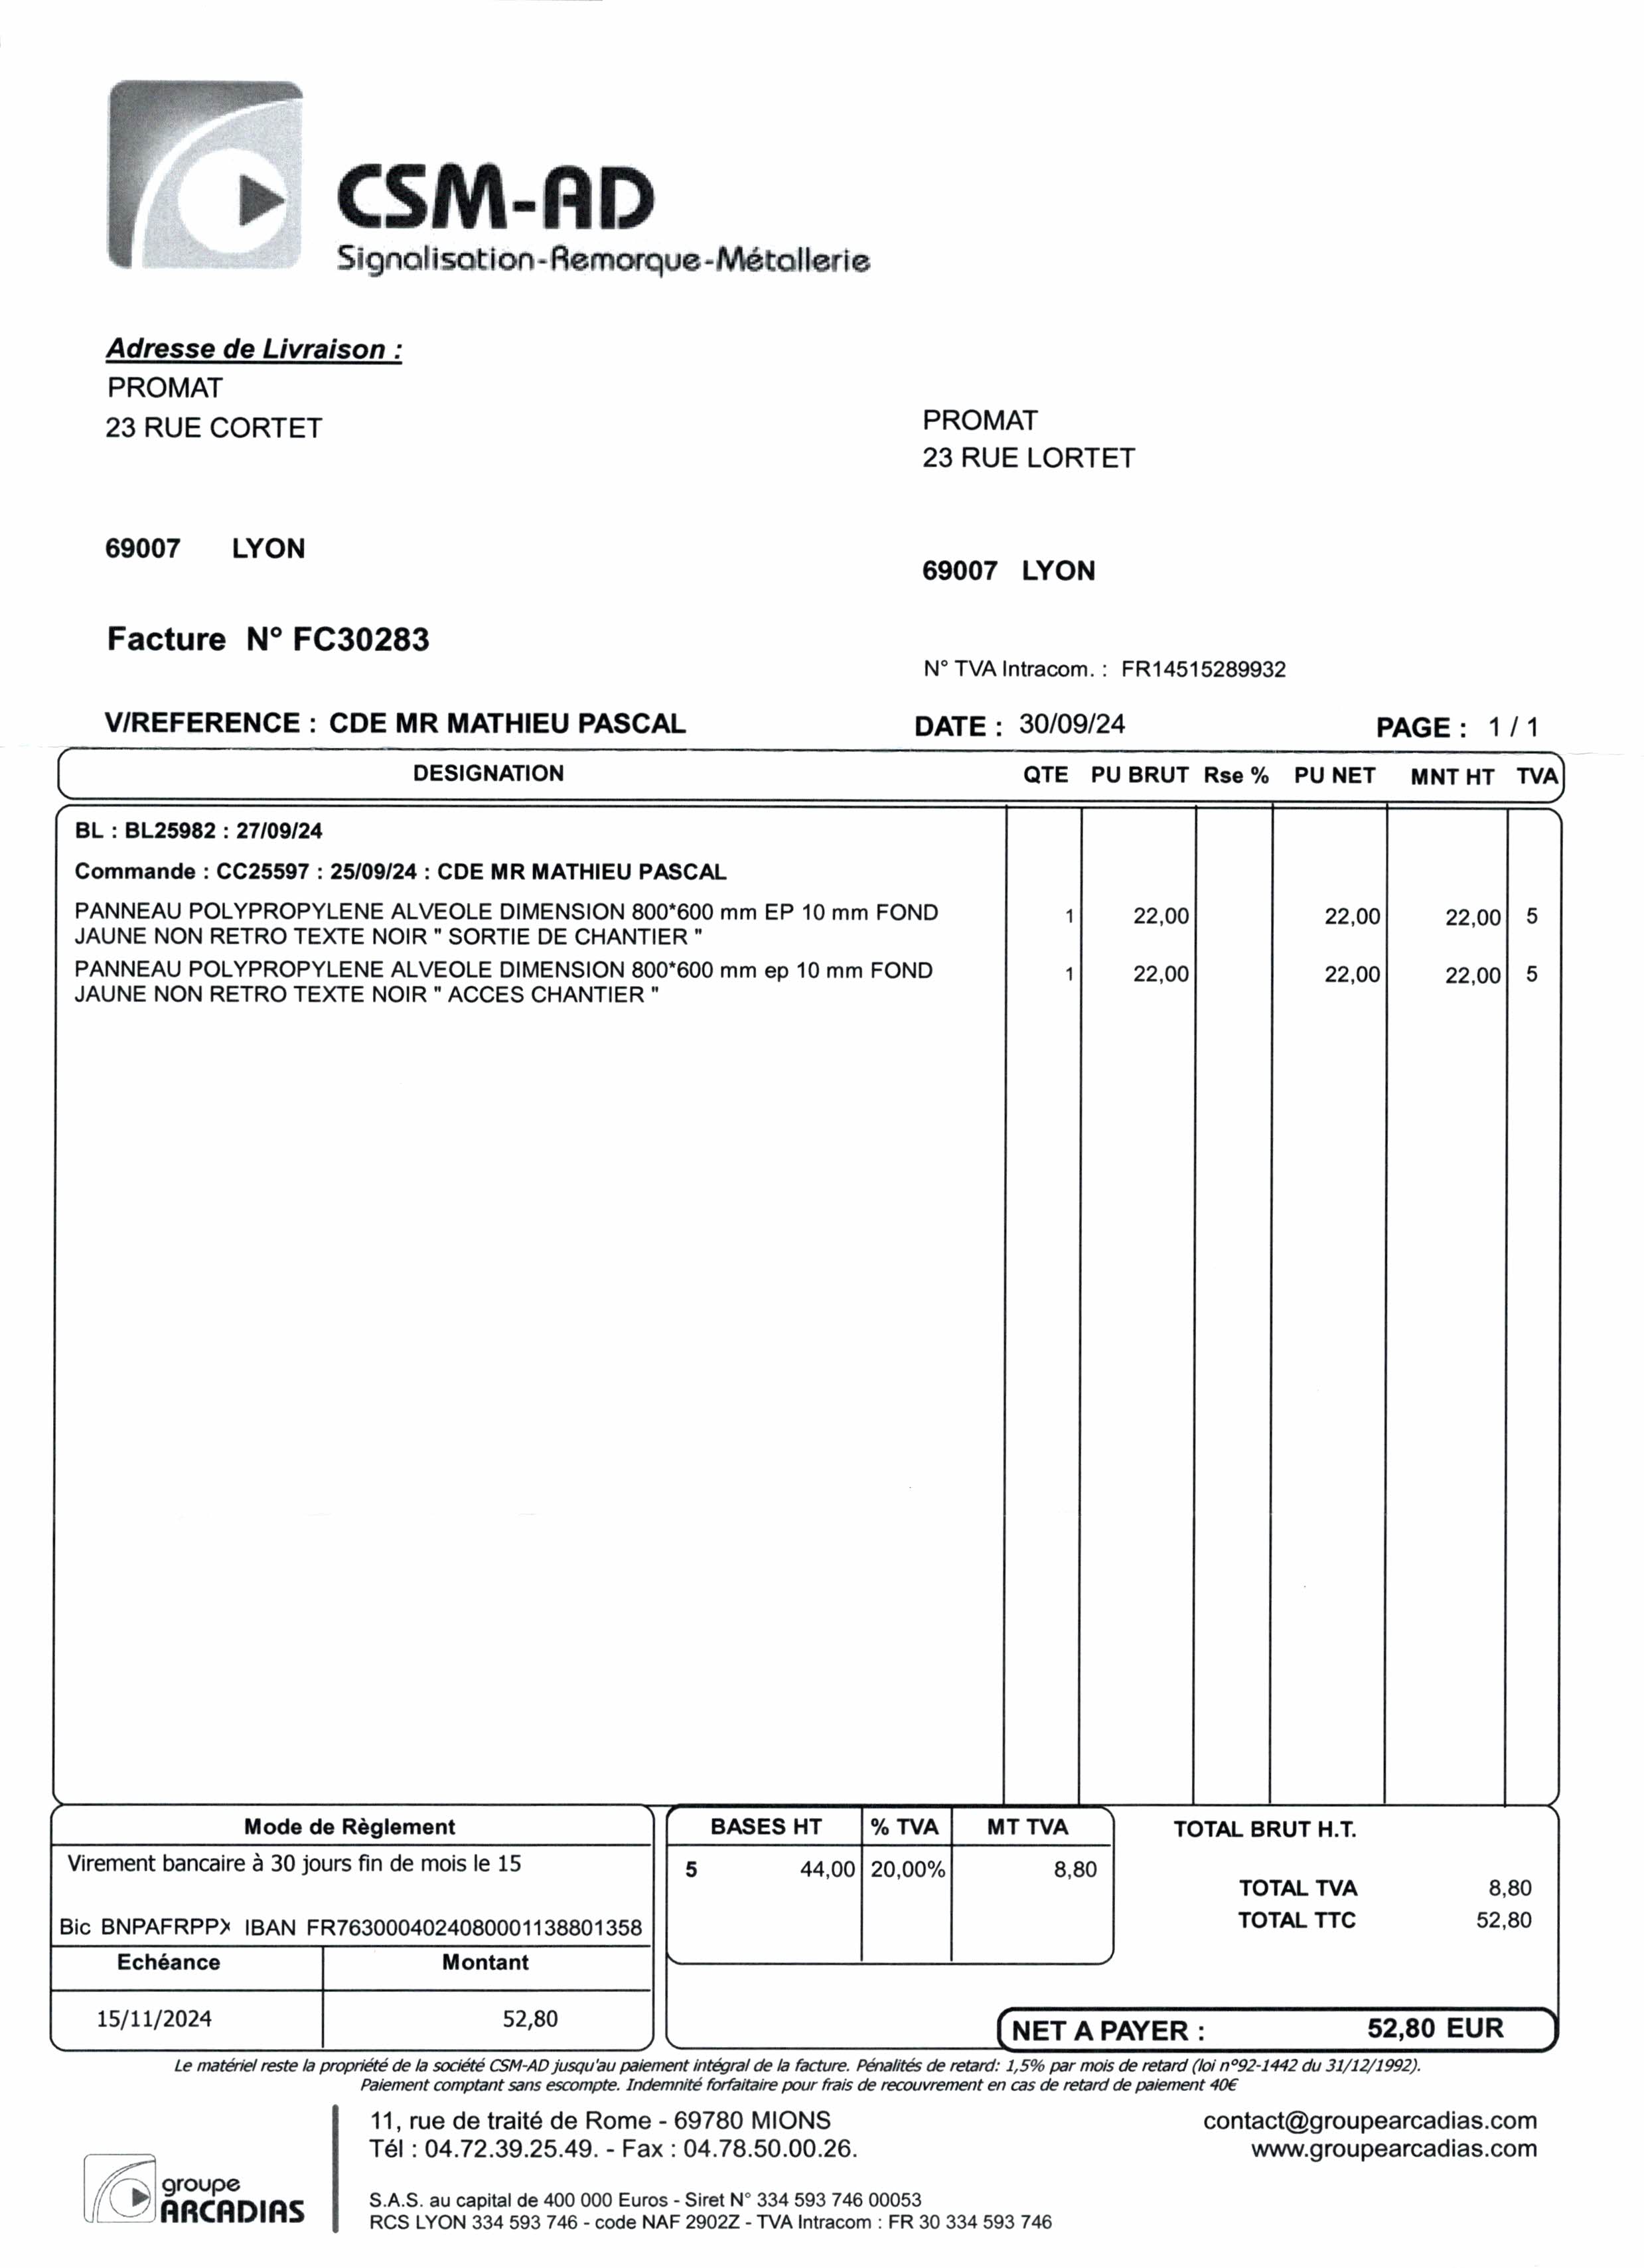 CSM-AD
Signalisation-Remorque-Métallerie
Adresse de Livraison :
PROMAT
23 RUE CORTET
69007 LYON
PROMAT
23 RUE LORTET
69007 LYON
Facture N° FC30283
N° TVA Intracom. : FR14515289932
V/REFERENCE : CDE MR MATHIEU PASCAL DATE : 30/09/24 PAGE : 1 / 1
DESIGNATION QTE PU BRUT Rse % PU NET MNT HT TVA
BL : BL25982 : 27/09/24
Commande : CC25597 : 25/09/24 : CDE MR MATHIEU PASCAL
PANNEAU POLYPROPYLENE ALVEOLE DIMENSION 800*600 mm EP 10 mm FOND 1 22,00 22,00 22,00 5
JAUNE NON RETRO TEXTE NOIR " SORTIE DE CHANTIER "
PANNEAU POLYPROPYLENE ALVEOLE DIMENSION 800*600 mm ep 10 mm FOND 1 22,00 22,00 22,00 5
JAUNE NON RETRO TEXTE NOIR " ACCES CHANTIER "
Mode de Règlement
Virement bancaire à 30 jours fin de mois le 15
Bic BNPAFRPPX IBAN FR7630004024080001138801358
Echéance Montant
15/11/2024 52,80
BASES HT % TVA MT TVA
5 44,00 20,00% 8,80
TOTAL BRUT H.T.
TOTAL TVA 8,80
TOTAL TTC 52,80
NET A PAYER : 52,80 EUR
Le matériel reste la propriété de la société CSM-AD jusqu'au paiement intégral de la facture. Pénalités de retard: 1,5% par mois de retard (loi n°92-1442 du 31/12/1992).
Paiement comptant sans escompte. Indemnité forfaitaire pour frais de recouvrement en cas de retard de paiement 40€
groupe
ARCADIAS
11, rue de traité de Rome - 69780 MIONS
Tél : 04.72.39.25.49. - Fax : 04.78.50.00.26.
contact@groupearcadias.com
www.groupearcadias.com
S.A.S. au capital de 400 000 Euros - Siret N° 334 593 746 00053
RCS LYON 334 593 746 - code NAF 2902Z - TVA Intracom : FR 30 334 593 746